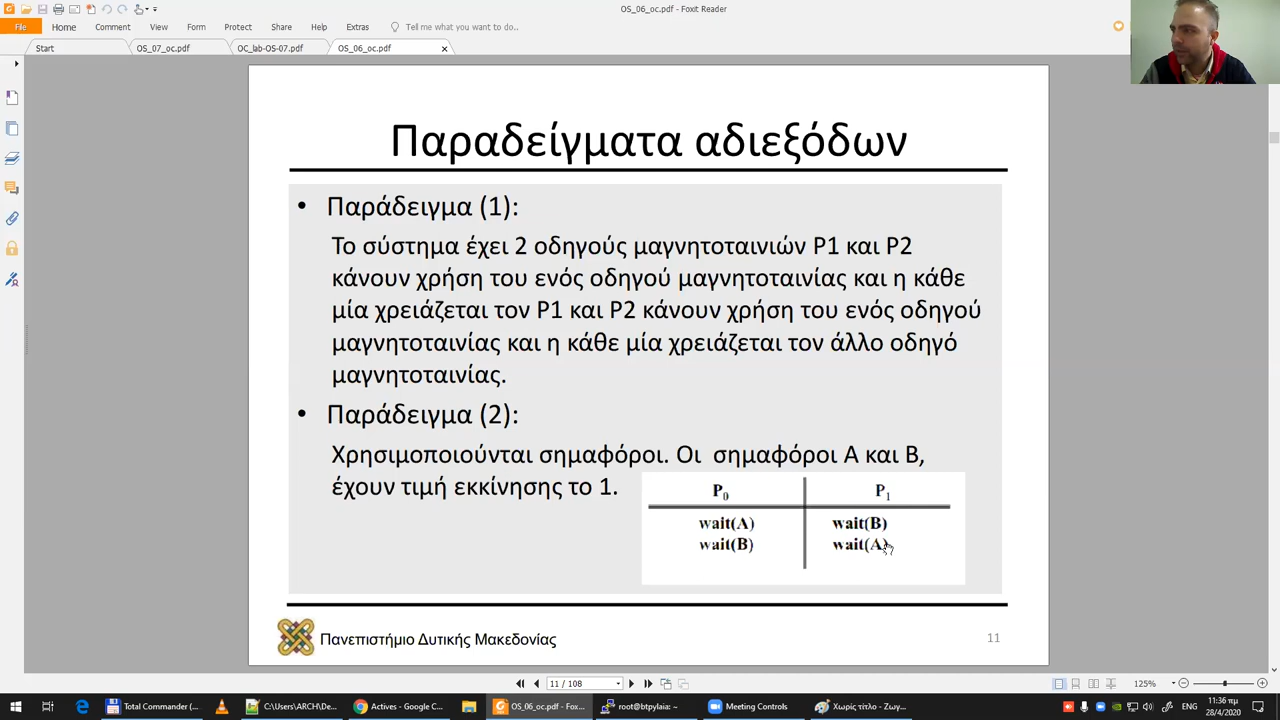 OS_06_oc.pdf - Foxit Reader
File Home Comment View Form Protect Share Help Extras Tell me what you want to do..
Start OS_07_oc.pdf OC_lab-OS-07.pdf OS_06_oc.pdf
Παραδείγματα αδιεξόδων
• Παράδειγμα (1):
Το σύστημα έχει 2 οδηγούς μαγνητοταινιών P1 και P2
κάνουν χρήση του ενός οδηγού μαγνητοταινίας και η κάθε
μία χρειάζεται τον P1 και P2 κάνουν χρήση του ενός οδηγού
μαγνητοταινίας και η κάθε μία χρειάζεται τον άλλο οδηγό
μαγνητοταινίας.
• Παράδειγμα (2):
Χρησιμοποιούνται σημαφόροι. Οι σημαφόροι A και B,
έχουν τιμή εκκίνησης το 1.
P0 P1
wait(A) wait(B)
wait(B) wait(A)
Πανεπιστήμιο Δυτικής Μακεδονίας
11
11 / 108
125%
Total Commander (... C:\Users\ARCH\De... Actives - Google C... OS_06_oc.pdf - Fox... root@btpylaia: ~ Meeting Controls Χωρίς τίτλο - Ζωγ...
ENG
11:36 πμ
28/4/2020